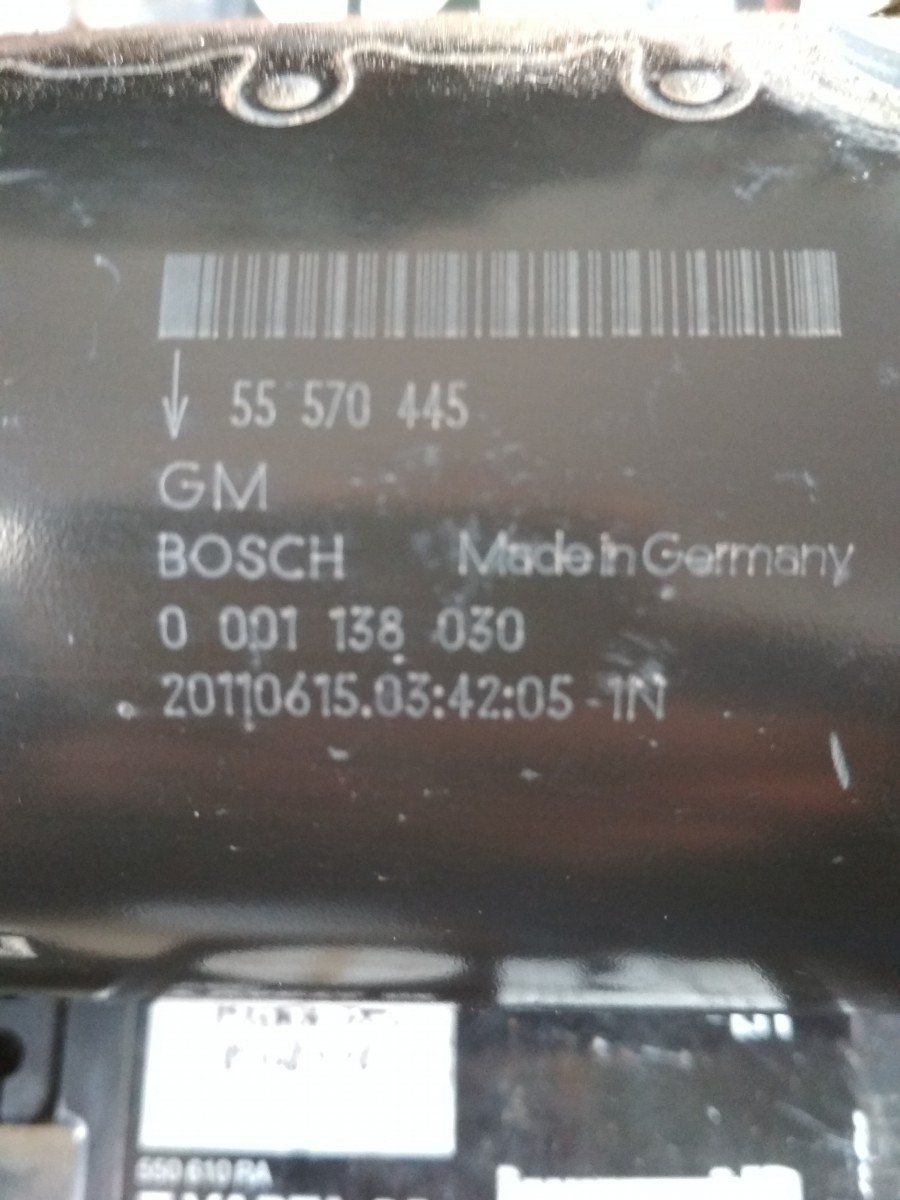 55 570 445
GM
BOSCH Made in Germany
0 001 138 030
20110615.03:42:05 1N